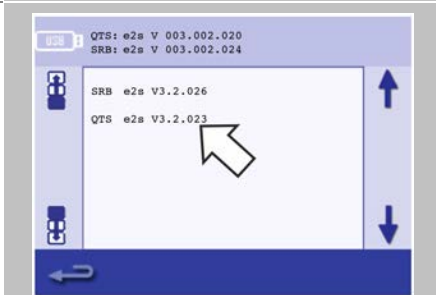 USB
QTS: e2s V 003.002.020
SRB: e2s V 003.002.024
SRB e2s V3.2.026
QTS e2s V3.2.023